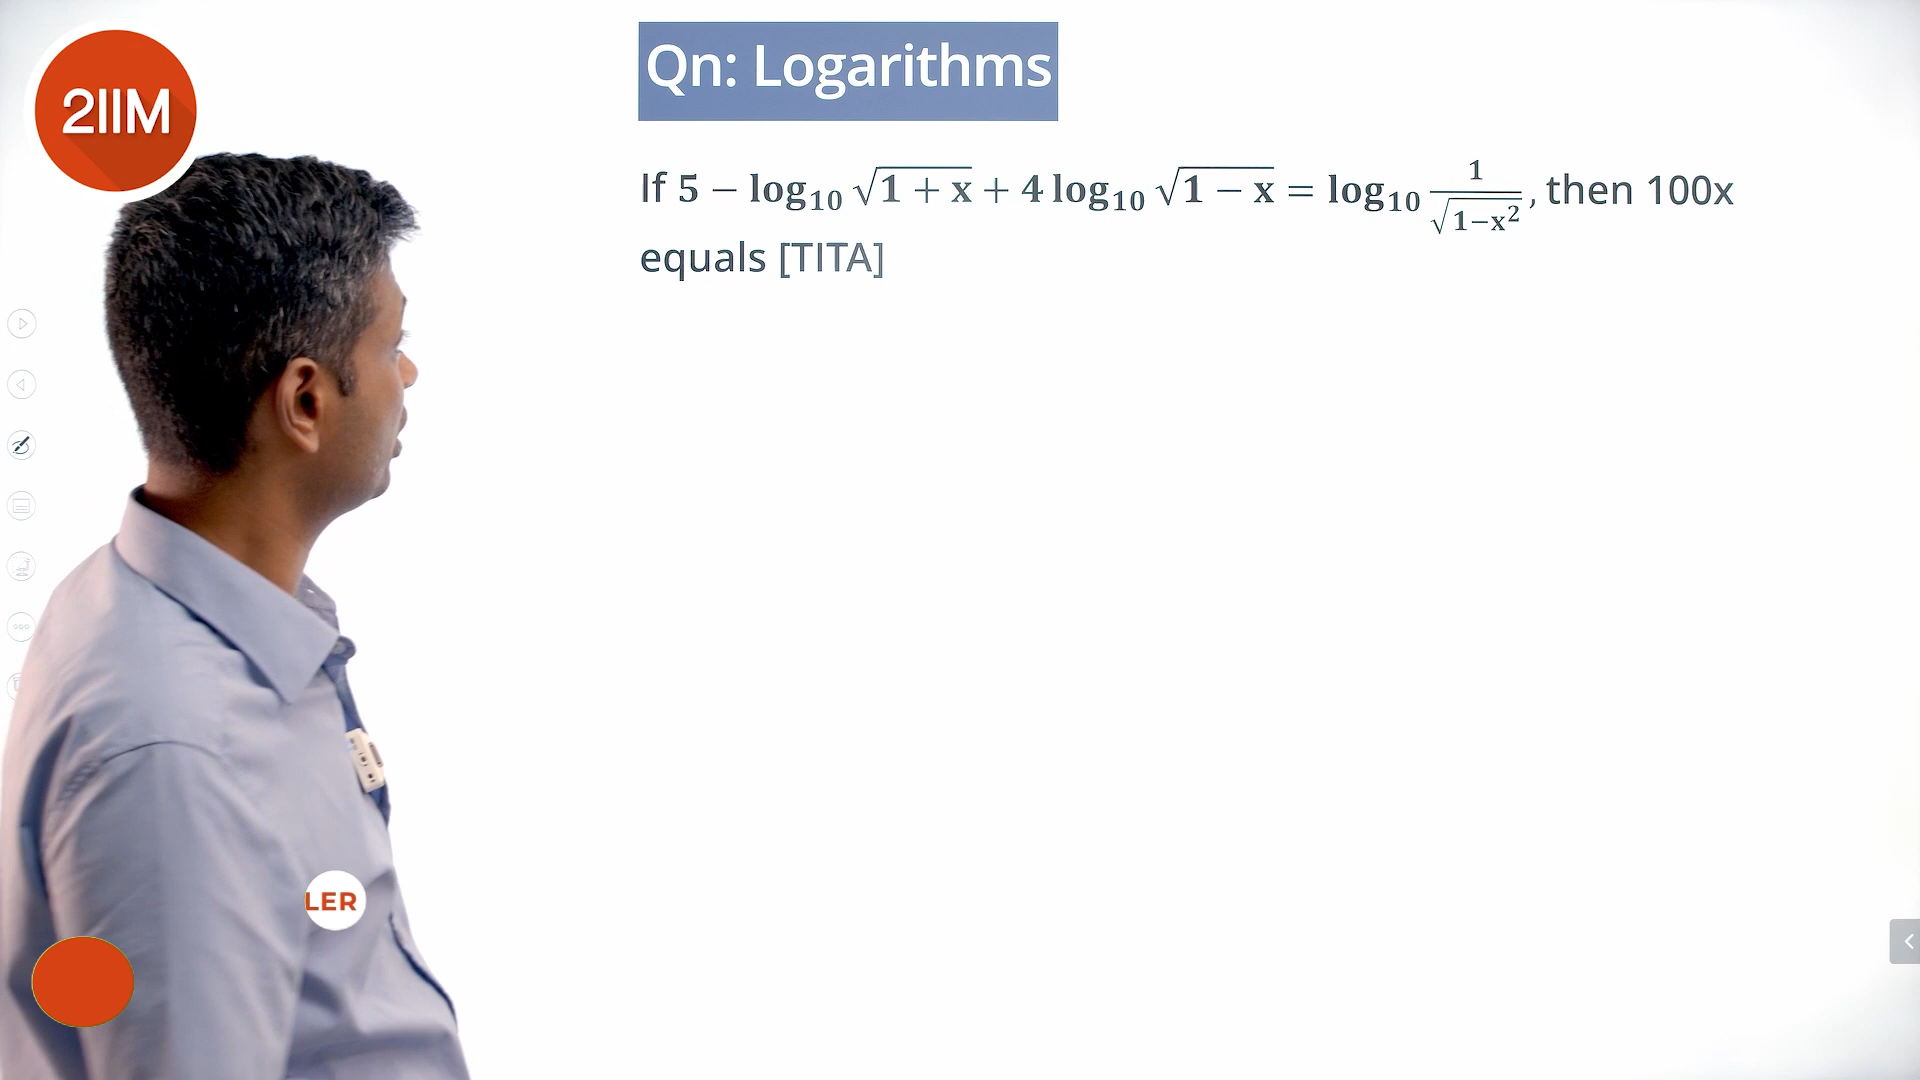 2IIM
Qn: Logarithms
If 5 − log₁₀ √(1 + x) + 4 log₁₀ √(1 − x) = log₁₀ 1/√(1−x²), then 100x
equals [TITA]
LER